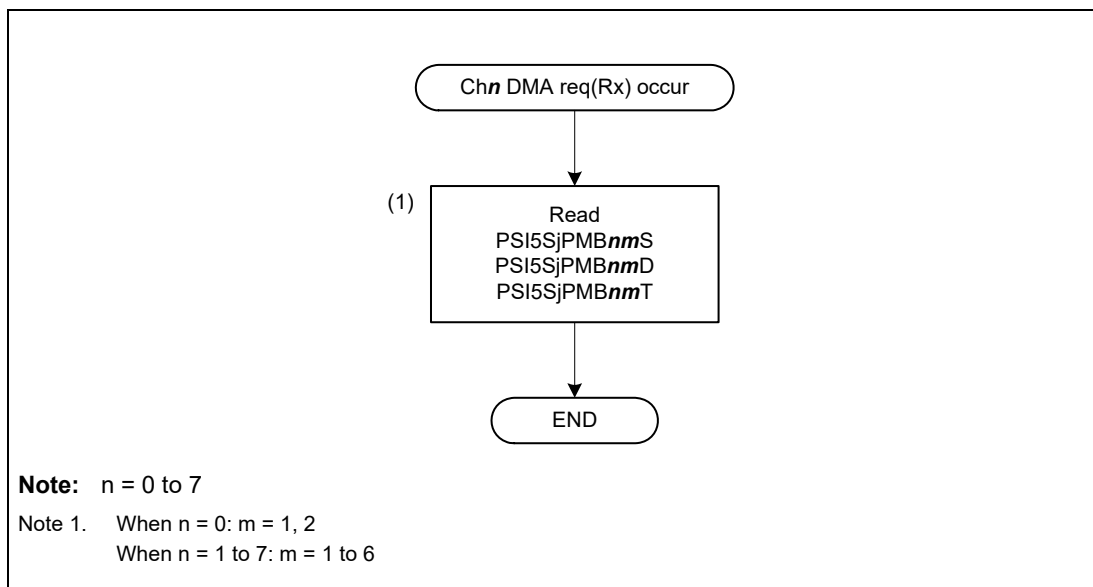 Chn DMA req(Rx) occur
(1)
Read
PSI5SjPMBnmS
PSI5SjPMBnmD
PSI5SjPMBnmT
END
Note: n = 0 to 7
Note 1. When n = 0: m = 1, 2
When n = 1 to 7: m = 1 to 6